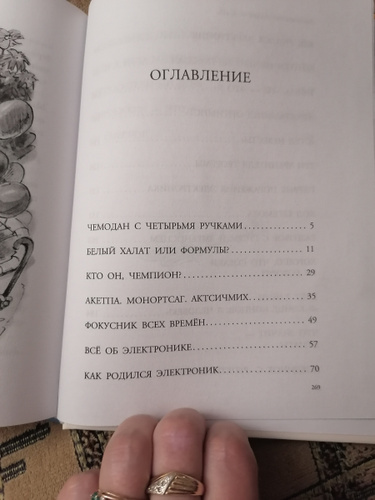 ОГЛАВЛЕНИЕ
ЧЕМОДАН С ЧЕТЫРЬМЯ РУЧКАМИ . . . . . . . . . . . . 5
БЕЛЫЙ ХАЛАТ ИЛИ ФОРМУЛЫ? . . . . . . . . . . . . . 11
КТО ОН, ЧЕМПИОН? . . . . . . . . . . . . . . . . . . . . . . . 29
АКЕТПА. МОНОРТСАГ. АКТСИЧМИХ. . . . . . . . . . . . 35
ФОКУСНИК ВСЕХ ВРЕМЁН . . . . . . . . . . . . . . . . . . 49
ВСЁ ОБ ЭЛЕКТРОНИКЕ . . . . . . . . . . . . . . . . . . . . 57
КАК РОДИЛСЯ ЭЛЕКТРОНИК . . . . . . . . . . . . . . . . 70